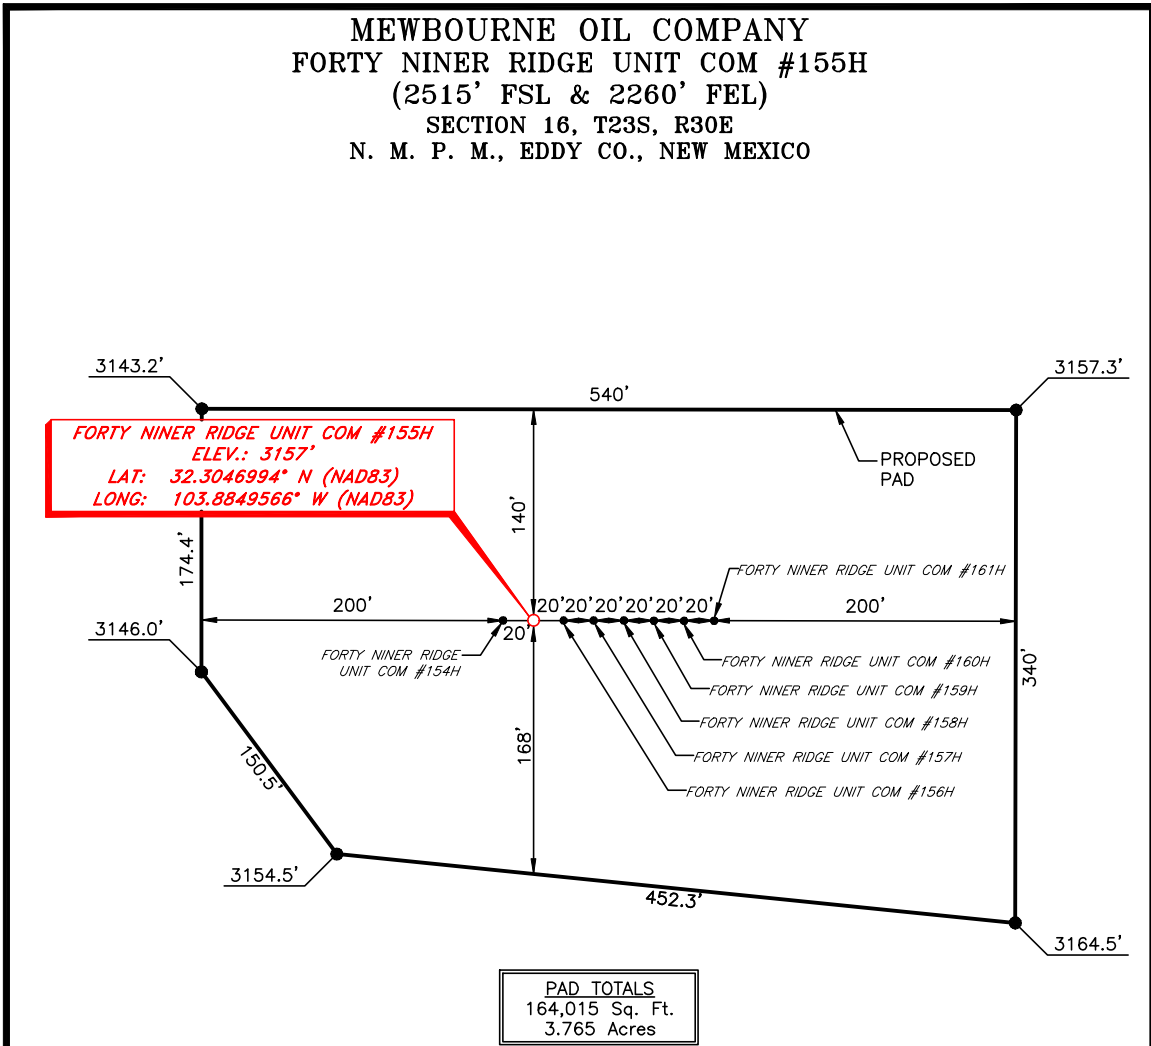 MEWBOURNE OIL COMPANY
FORTY NINER RIDGE UNIT COM #155H
(2515' FSL & 2260' FEL)
SECTION 16, T23S, R30E
N. M. P. M., EDDY CO., NEW MEXICO
3143.2'
540'
3157.3'
FORTY NINER RIDGE UNIT COM #155H
ELEV.: 3157'
LAT: 32.3046994° N (NAD83)
LONG: 103.8849566° W (NAD83)
PROPOSED
PAD
140'
174.4'
FORTY NINER RIDGE UNIT COM #161H
200'
20'
20'
20'
20'
20'
20'
200'
20'
3146.0'
FORTY NINER RIDGE
UNIT COM #154H
FORTY NINER RIDGE UNIT COM #160H
340'
FORTY NINER RIDGE UNIT COM #159H
FORTY NINER RIDGE UNIT COM #158H
168'
FORTY NINER RIDGE UNIT COM #157H
150.5'
FORTY NINER RIDGE UNIT COM #156H
3154.5'
452.3'
3164.5'
PAD TOTALS
164,015 Sq. Ft.
3.765 Acres